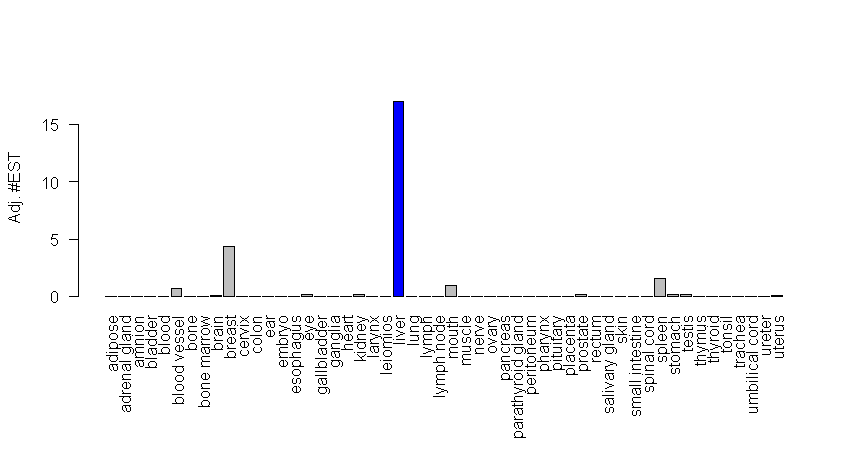 15
10
5
0
Adj. #EST
adipose
adrenal gland
amnion
bladder
blood
blood vessel
bone
bone marrow
brain
breast
cervix
colon
ear
embryo
esophagus
eye
gallbladder
ganglia
heart
kidney
larynx
leiomios
liver
lung
lymph
lymph node
mouth
muscle
nerve
ovary
pancreas
parathyroid gland
peritoneum
pharynx
pituitary
placenta
prostate
rectum
salivary gland
skin
small intestine
spinal cord
spleen
stomach
testis
thymus
thyroid
tonsil
trachea
umbilical cord
ureter
uterus